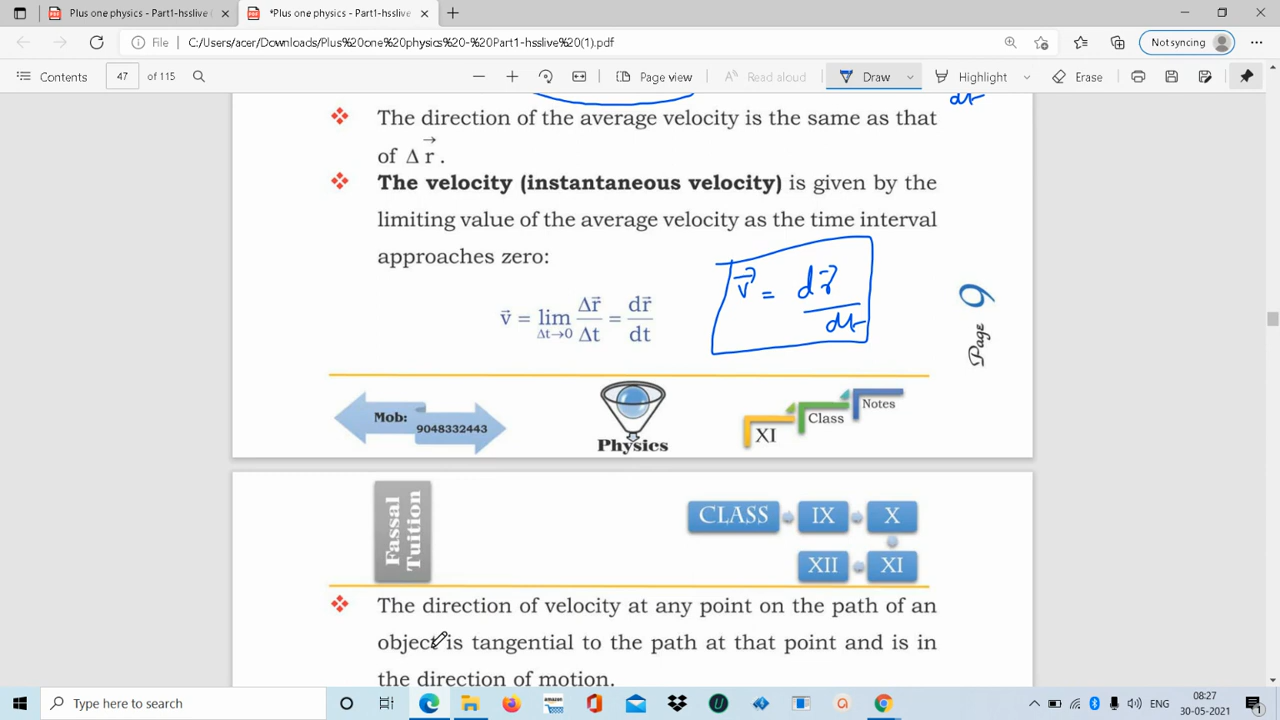 Plus one physics - Part1-hsslive (
*Plus one physics - Part1-hsslive (
File
C:/Users/acer/Downloads/Plus%20one%20physics%20-%20Part1-hsslive%20(1).pdf
Not syncing
Contents
47
of 115
Page view
Read aloud
Draw
Highlight
Erase
dt
❖ The direction of the average velocity is the same as that
of Δ r⃗ .
❖ The velocity (instantaneous velocity) is given by the
limiting value of the average velocity as the time interval
approaches zero:
v⃗ = lim Δt→0 Δr⃗/Δt = dr⃗/dt
v⃗ = dr⃗/dt
Page 9
Mob:
9048332443
Physics
XI
Class
Notes
Fassal
Tuition
CLASS IX X
XII XI
❖ The direction of velocity at any point on the path of an
object is tangential to the path at that point and is in
the direction of motion.
Type here to search
amazon
ENG
08:27
30-05-2021
1